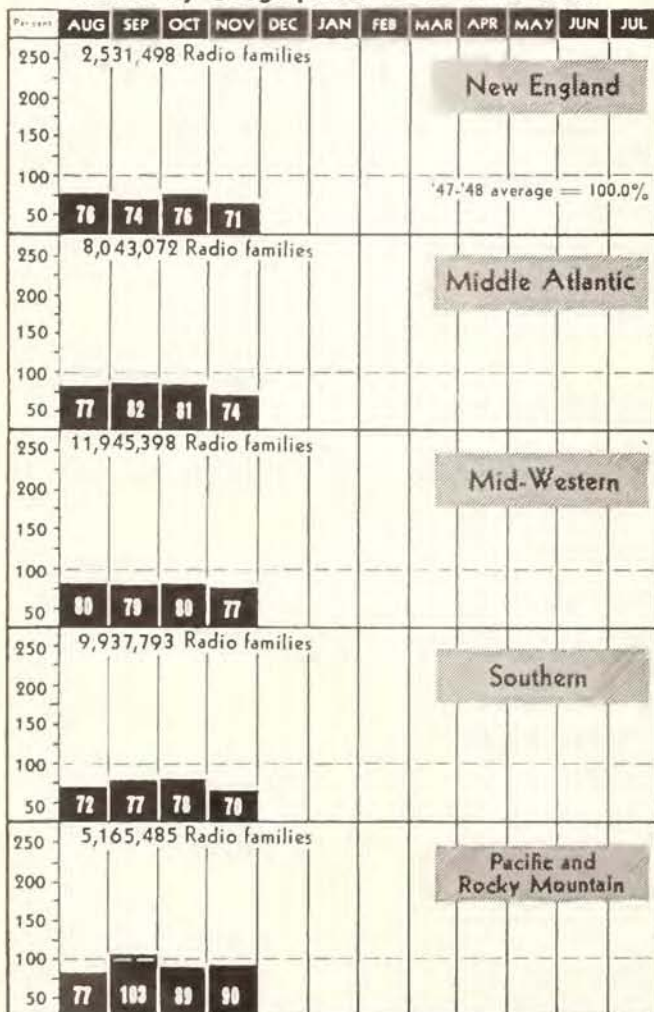 Percent AUG SEP OCT NOV DEC JAN FEB MAR APR MAY JUN JUL
250 2,531,498 Radio families
New England
200
150
100
'47-'48 average = 100.0%
50 76 74 76 71
250 8,043,072 Radio families
Middle Atlantic
200
150
100
50 77 82 81 74
250 11,945,398 Radio families
Mid-Western
200
150
100
50 80 79 80 77
250 9,937,793 Radio families
Southern
200
150
100
50 72 77 78 70
250 5,165,485 Radio families
Pacific and
Rocky Mountain
200
150
100
50 77 103 89 90